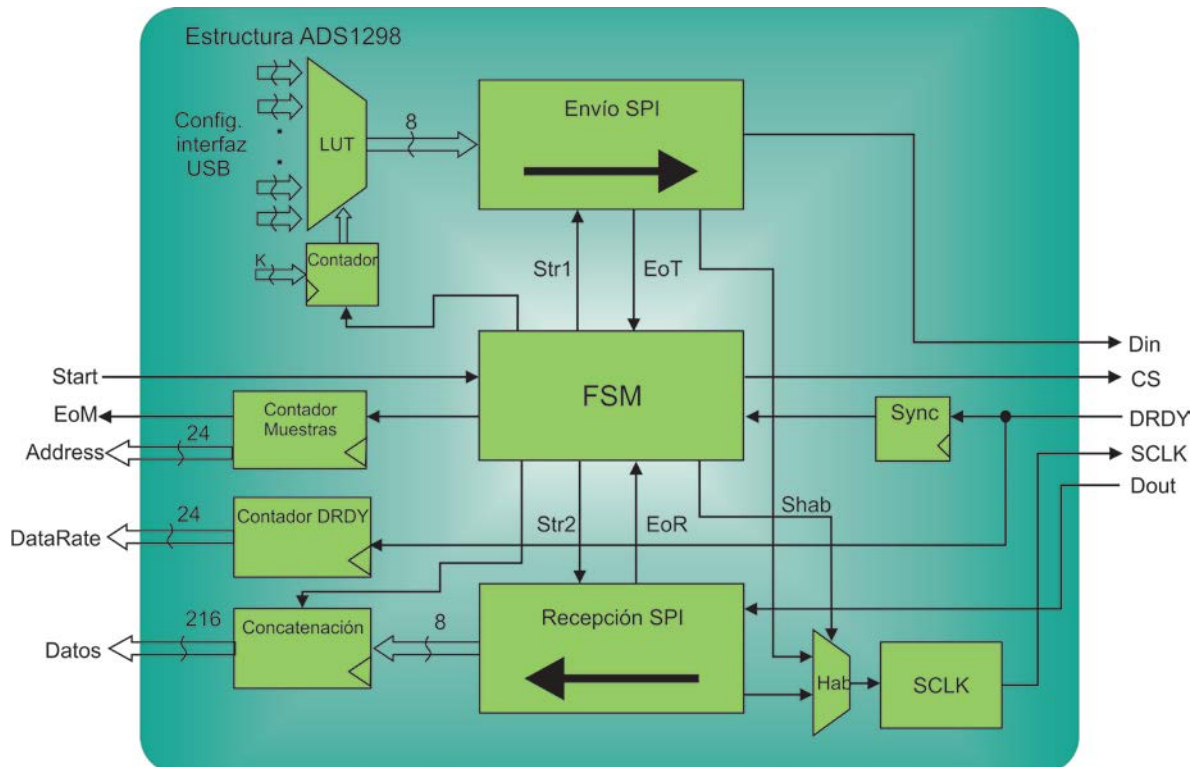 Estructura ADS1298
Config.
interfaz
USB
LUT
8
Envío SPI
K
Contador
Str1
EoT
Start
EoM
Address
24
Contador
Muestras
FSM
Sync
Din
CS
DRDY
SCLK
Dout
DataRate
24
Contador DRDY
Str2
EoR
Shab
Datos
216
Concatenación
8
Recepción SPI
Hab
SCLK